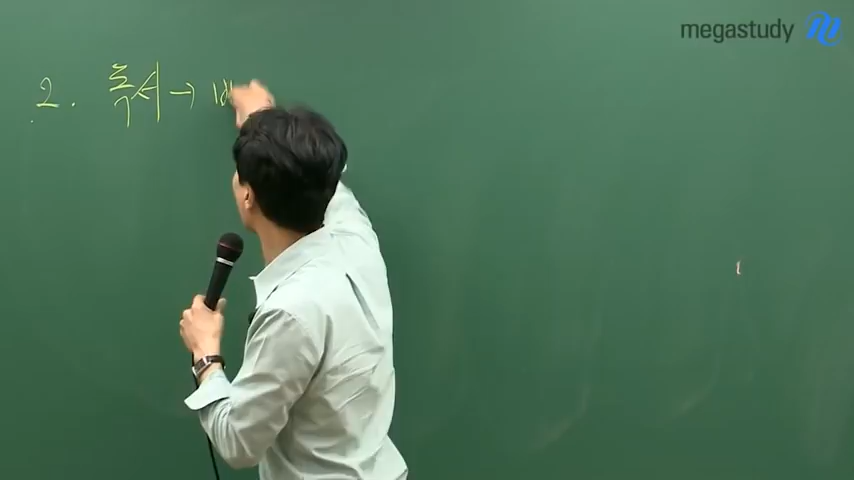 megastudy
2. 독서 →